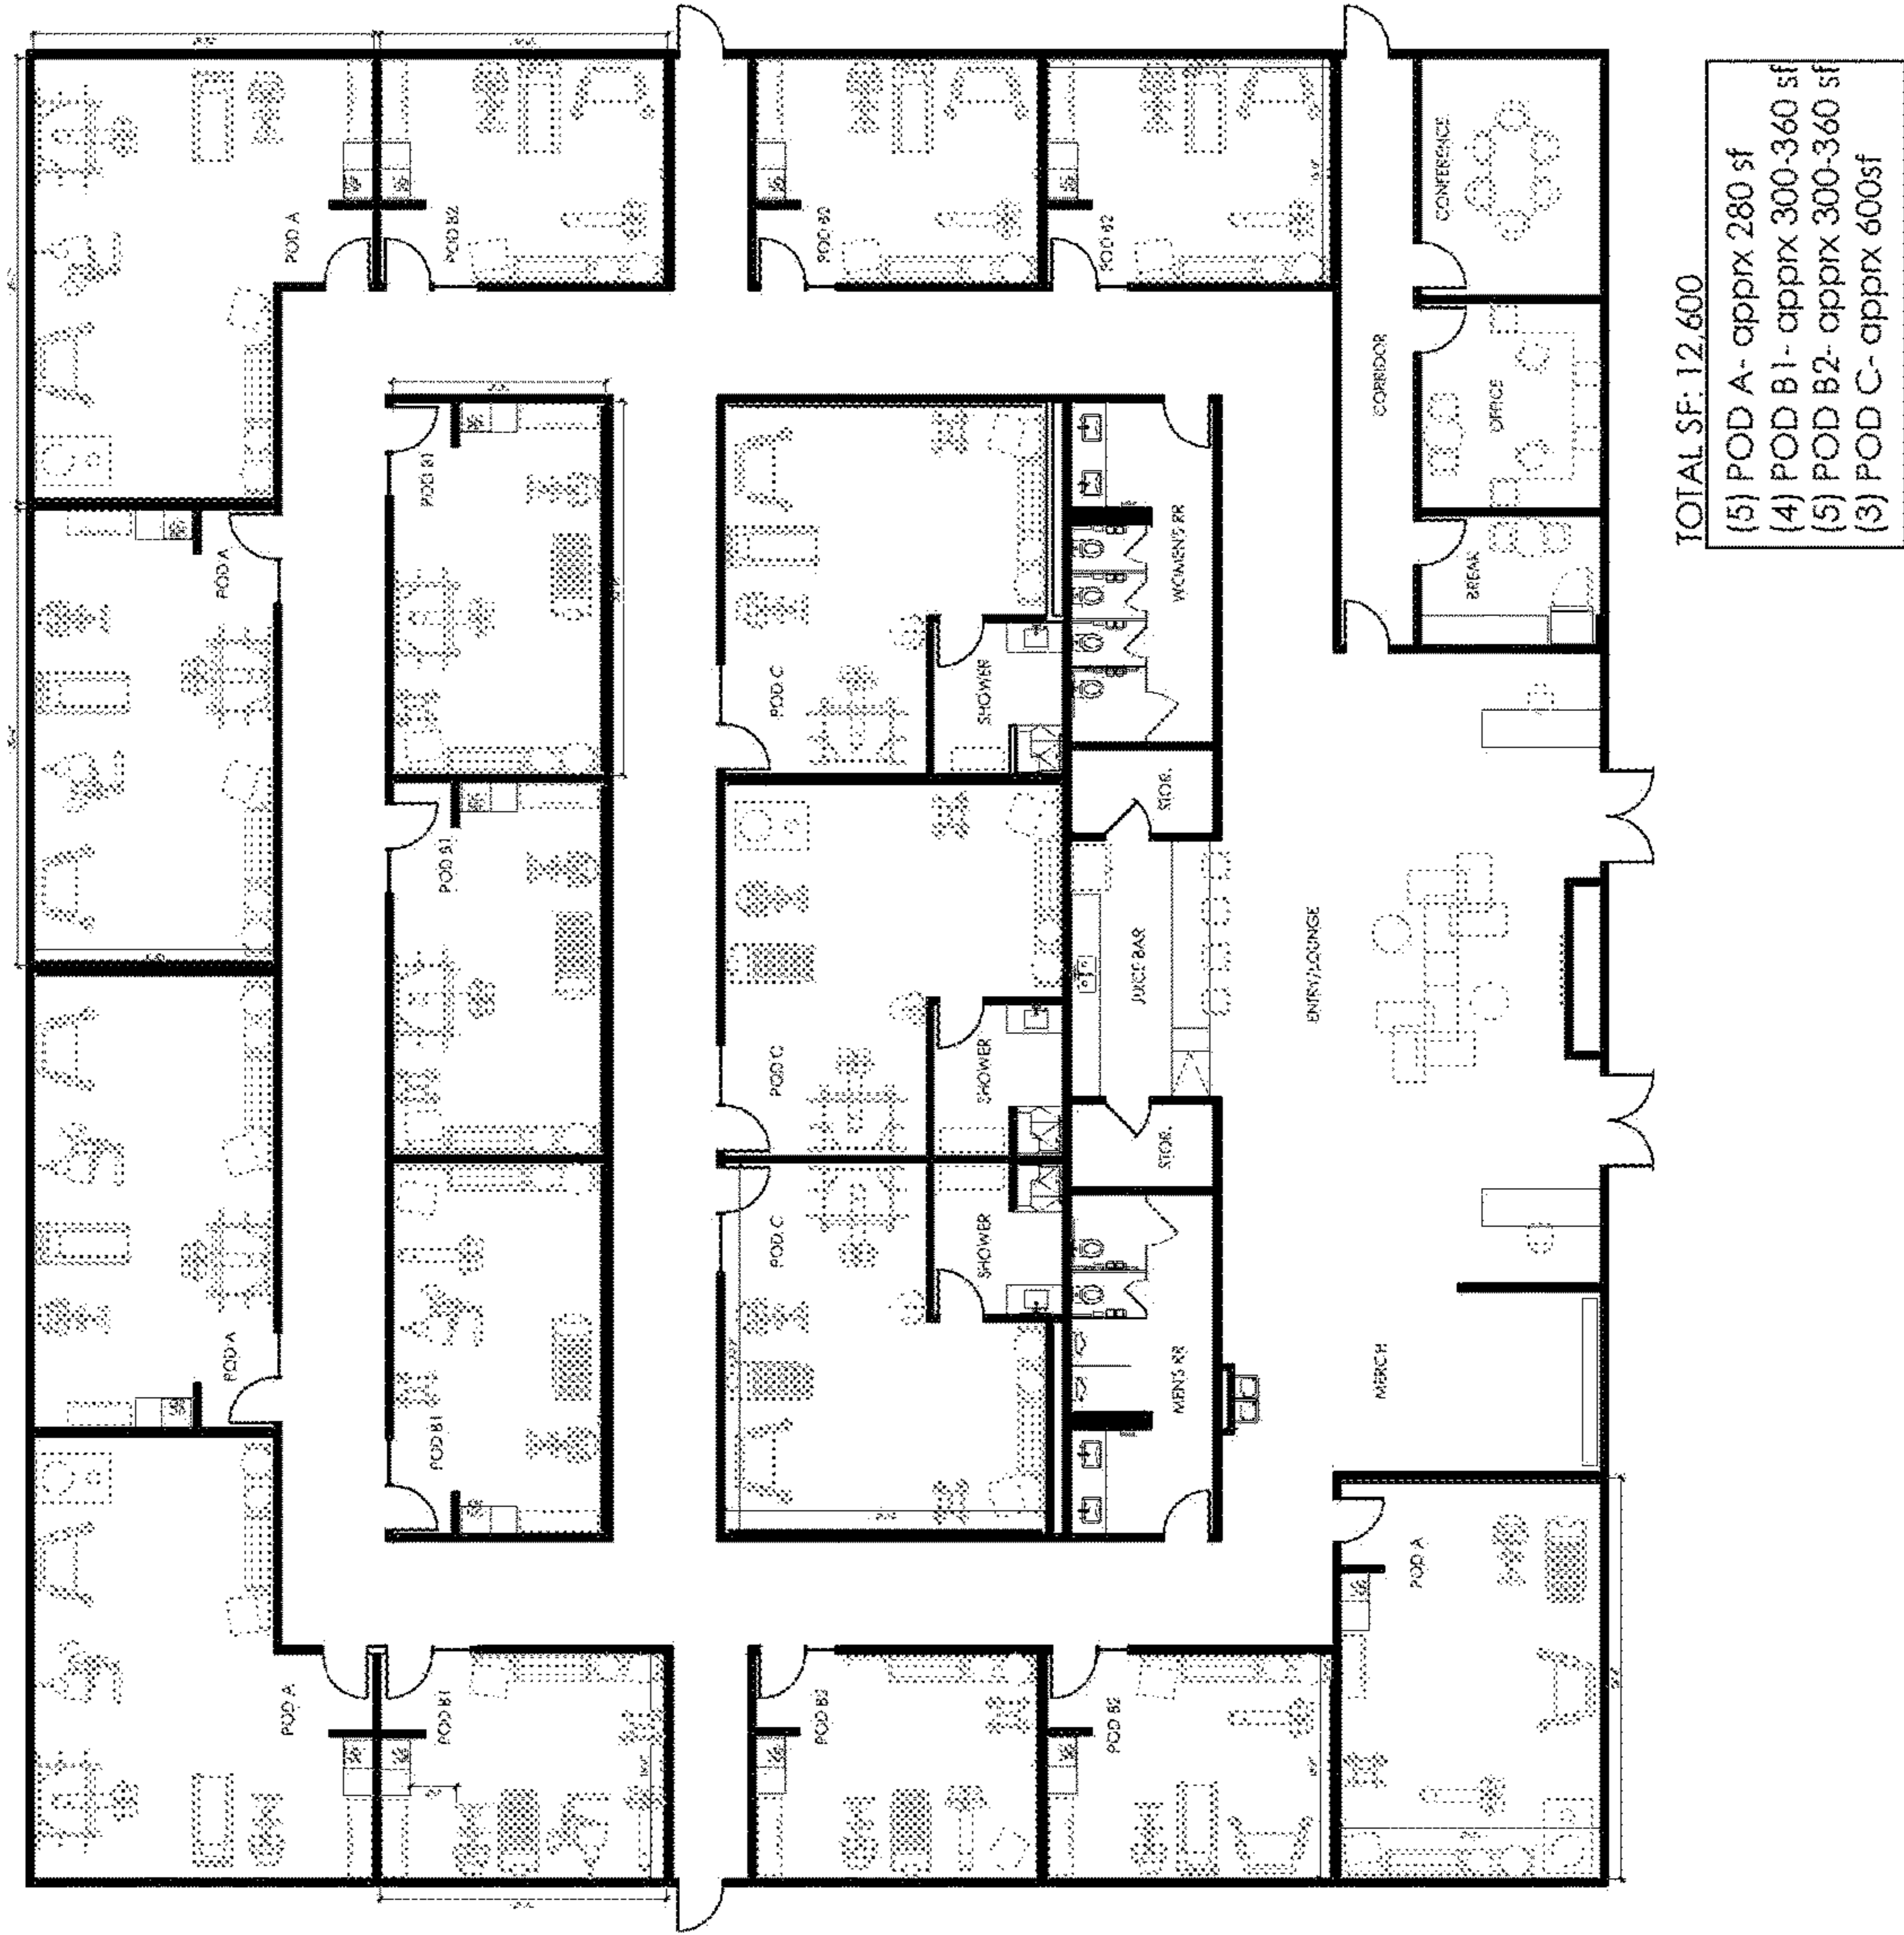 POD A
POD A
POD A
POD A
POD B1
POD B1
POD B1
POD B1
POD B2
POD C
POD C
POD C
POD B2
POD B2
SHOWER
SHOWER
SHOWER
POD B2
POD B2
MEN'S RR
STOR.
JUICE BAR
STOR.
WOMEN'S RR
ENTRY/LOUNGE
MERCH
CORRIDOR
POD A
BREAK
OFFICE
CONFERENCE
TOTAL SF: 12,600
(5) POD A- apprx 280 sf
(4) POD B1- apprx 300-360 sf
(5) POD B2- apprx 300-360 sf
(3) POD C- apprx 600sf